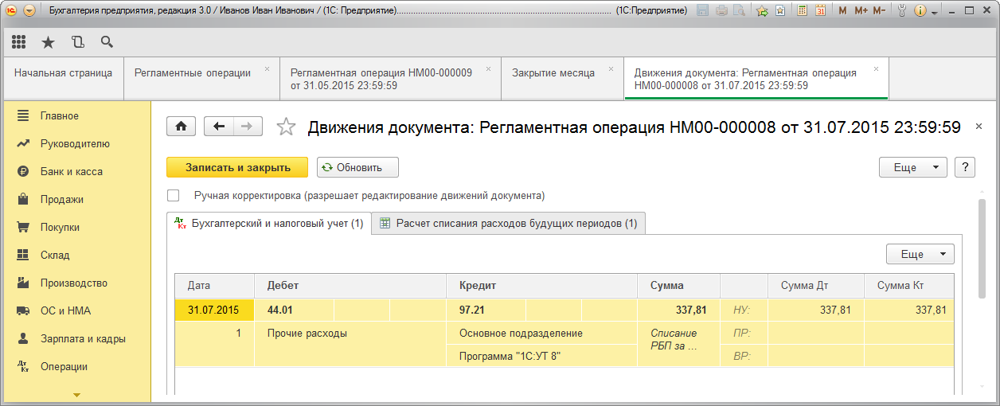 Бухгалтерия предприятия, редакция 3.0 / Иванов Иван Иванович / (1С: Предприятие)........................................................................................ (1С:Предприятие)
M M+ M-
Начальная страница
Регламентные операции
Регламентная операция НМ00-000009
от 31.05.2015 23:59:59
Закрытие месяца
Движения документа: Регламентная операция
НМ00-000008 от 31.07.2015 23:59:59
Главное
Руководителю
Банк и касса
Продажи
Покупки
Склад
Производство
ОС и НМА
Зарплата и кадры
Операции
Движения документа: Регламентная операция НМ00-000008 от 31.07.2015 23:59:59
Записать и закрыть
Обновить
Еще
?
Ручная корректировка (разрешает редактирование движений документа)
Бухгалтерский и налоговый учет (1)
Расчет списания расходов будущих периодов (1)
Еще
Дата Дебет Кредит Сумма Сумма Дт Сумма Кт
31.07.2015 44.01 97.21 337,81 НУ: 337,81 337,81
1 Прочие расходы Основное подразделение Списание ПР:
РБП за ...
Программа "1С:УТ 8" ВР: